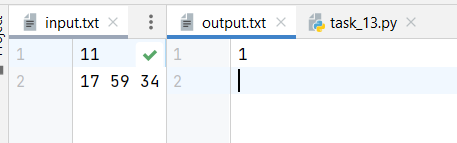 input.txt output.txt task_13.py
1 11 1 1
2 17 59 34 2